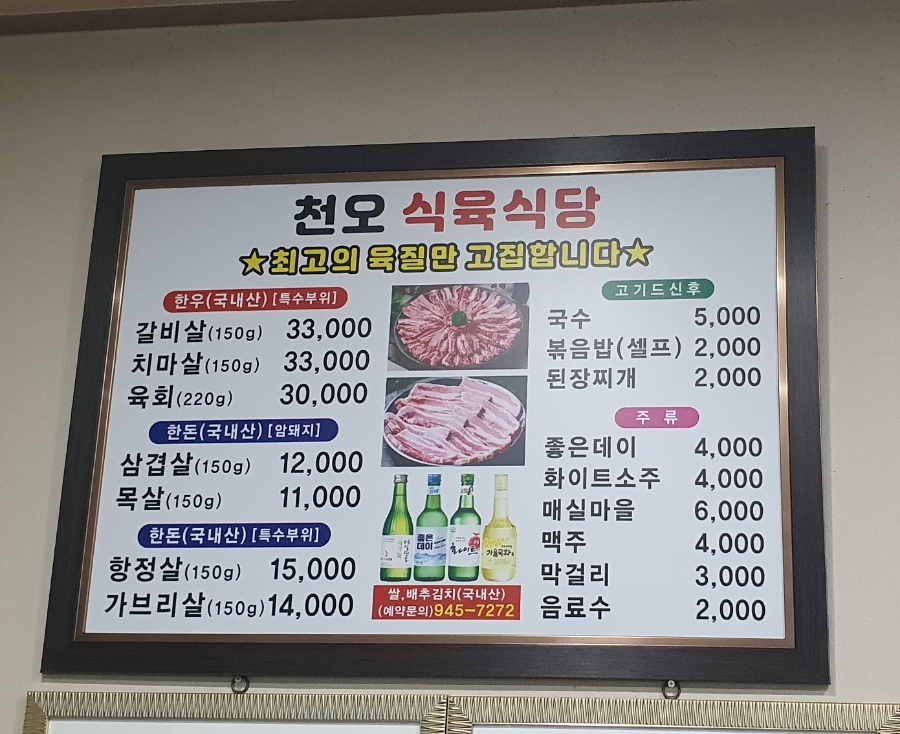 천오 식육식당
★최고의 육질만 고집합니다★
한우(국내산) [특수부위]
갈비살(150g) 33,000
치마살(150g) 33,000
육회(220g) 30,000
한돈(국내산) [암돼지]
삼겹살(150g) 12,000
목살(150g) 11,000
한돈(국내산) [특수부위]
항정살(150g) 15,000
가브리살(150g) 14,000
좋은데이
화이트
쌀,배추김치(국내산)
(예약문의)945-7272
고기드신후
국수 5,000
볶음밥(셀프) 2,000
된장찌개 2,000
주 류
좋은데이 4,000
화이트소주 4,000
매실마을 6,000
맥주 4,000
막걸리 3,000
음료수 2,000